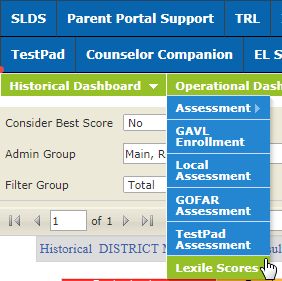 SLDS Parent Portal Support TRL
TestPad Counselor Companion EL S
Historical Dashboard Operational Dash
Consider Best Score No
Admin Group Main, R
Filter Group Total
Assessment
GAVL
Enrollment
Local
Assessment
GOFAR
Assessment
TestPad
Assessment
Lexile Scores
1 of 1
Historical DISTRICT M sul